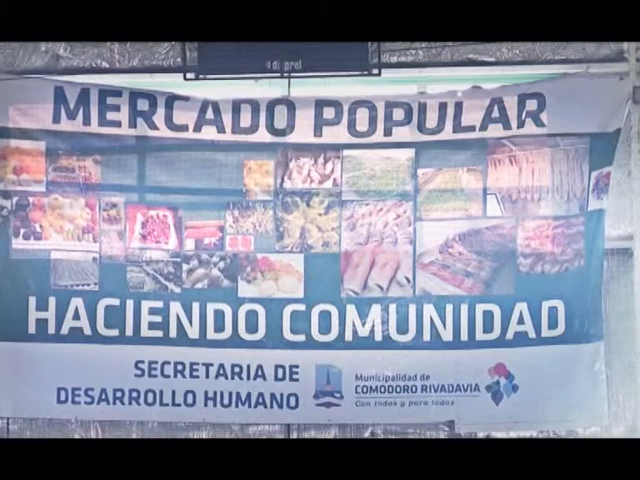 MERCADO POPULAR
HACIENDO COMUNIDAD
SECRETARIA DE
DESARROLLO HUMANO
Municipalidad de
COMODORO RIVADAVIA
Con todos y para todos